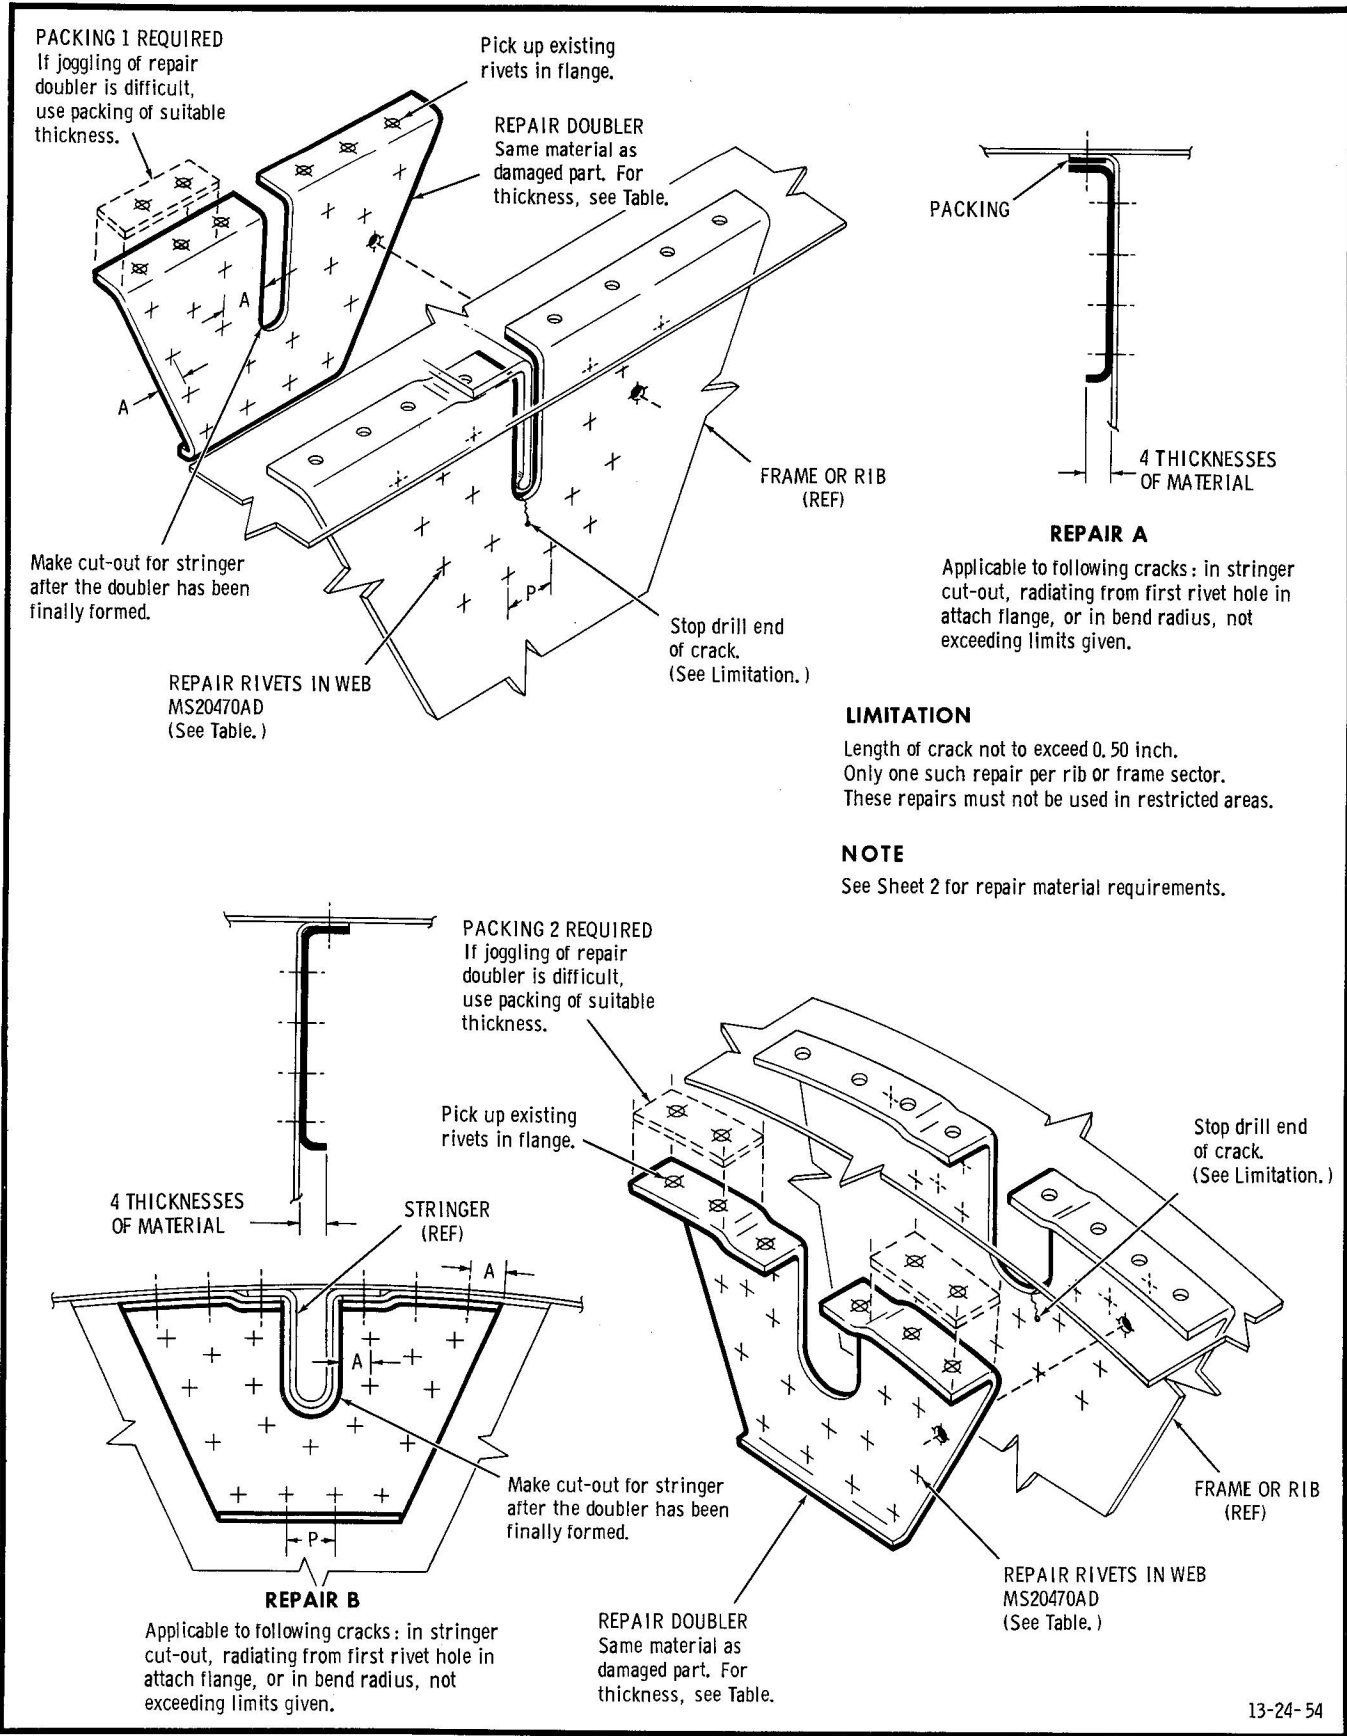 PACKING 1 REQUIRED
If joggling of repair
doubler is difficult,
use packing of suitable
thickness.
Pick up existing
rivets in flange.
REPAIR DOUBLER
Same material as
damaged part. For
thickness, see Table.
PACKING
A
A
4 THICKNESSES
OF MATERIAL
FRAME OR RIB
(REF)
REPAIR A
Applicable to following cracks: in stringer
cut-out, radiating from first rivet hole in
attach flange, or in bend radius, not
exceeding limits given.
Make cut-out for stringer
after the doubler has been
finally formed.
P
Stop drill end
of crack.
(See Limitation.)
REPAIR RIVETS IN WEB
MS20470AD
(See Table.)
LIMITATION
Length of crack not to exceed 0.50 inch.
Only one such repair per rib or frame sector.
These repairs must not be used in restricted areas.
NOTE
See Sheet 2 for repair material requirements.
PACKING 2 REQUIRED
If joggling of repair
doubler is difficult,
use packing of suitable
thickness.
Pick up existing
rivets in flange.
Stop drill end
of crack.
(See Limitation.)
4 THICKNESSES
OF MATERIAL
STRINGER
(REF)
A
A
Make cut-out for stringer
after the doubler has been
finally formed.
P
FRAME OR RIB
(REF)
REPAIR B
Applicable to following cracks: in stringer
cut-out, radiating from first rivet hole in
attach flange, or in bend radius, not
exceeding limits given.
REPAIR RIVETS IN WEB
MS20470AD
(See Table.)
REPAIR DOUBLER
Same material as
damaged part. For
thickness, see Table.
13-24-54